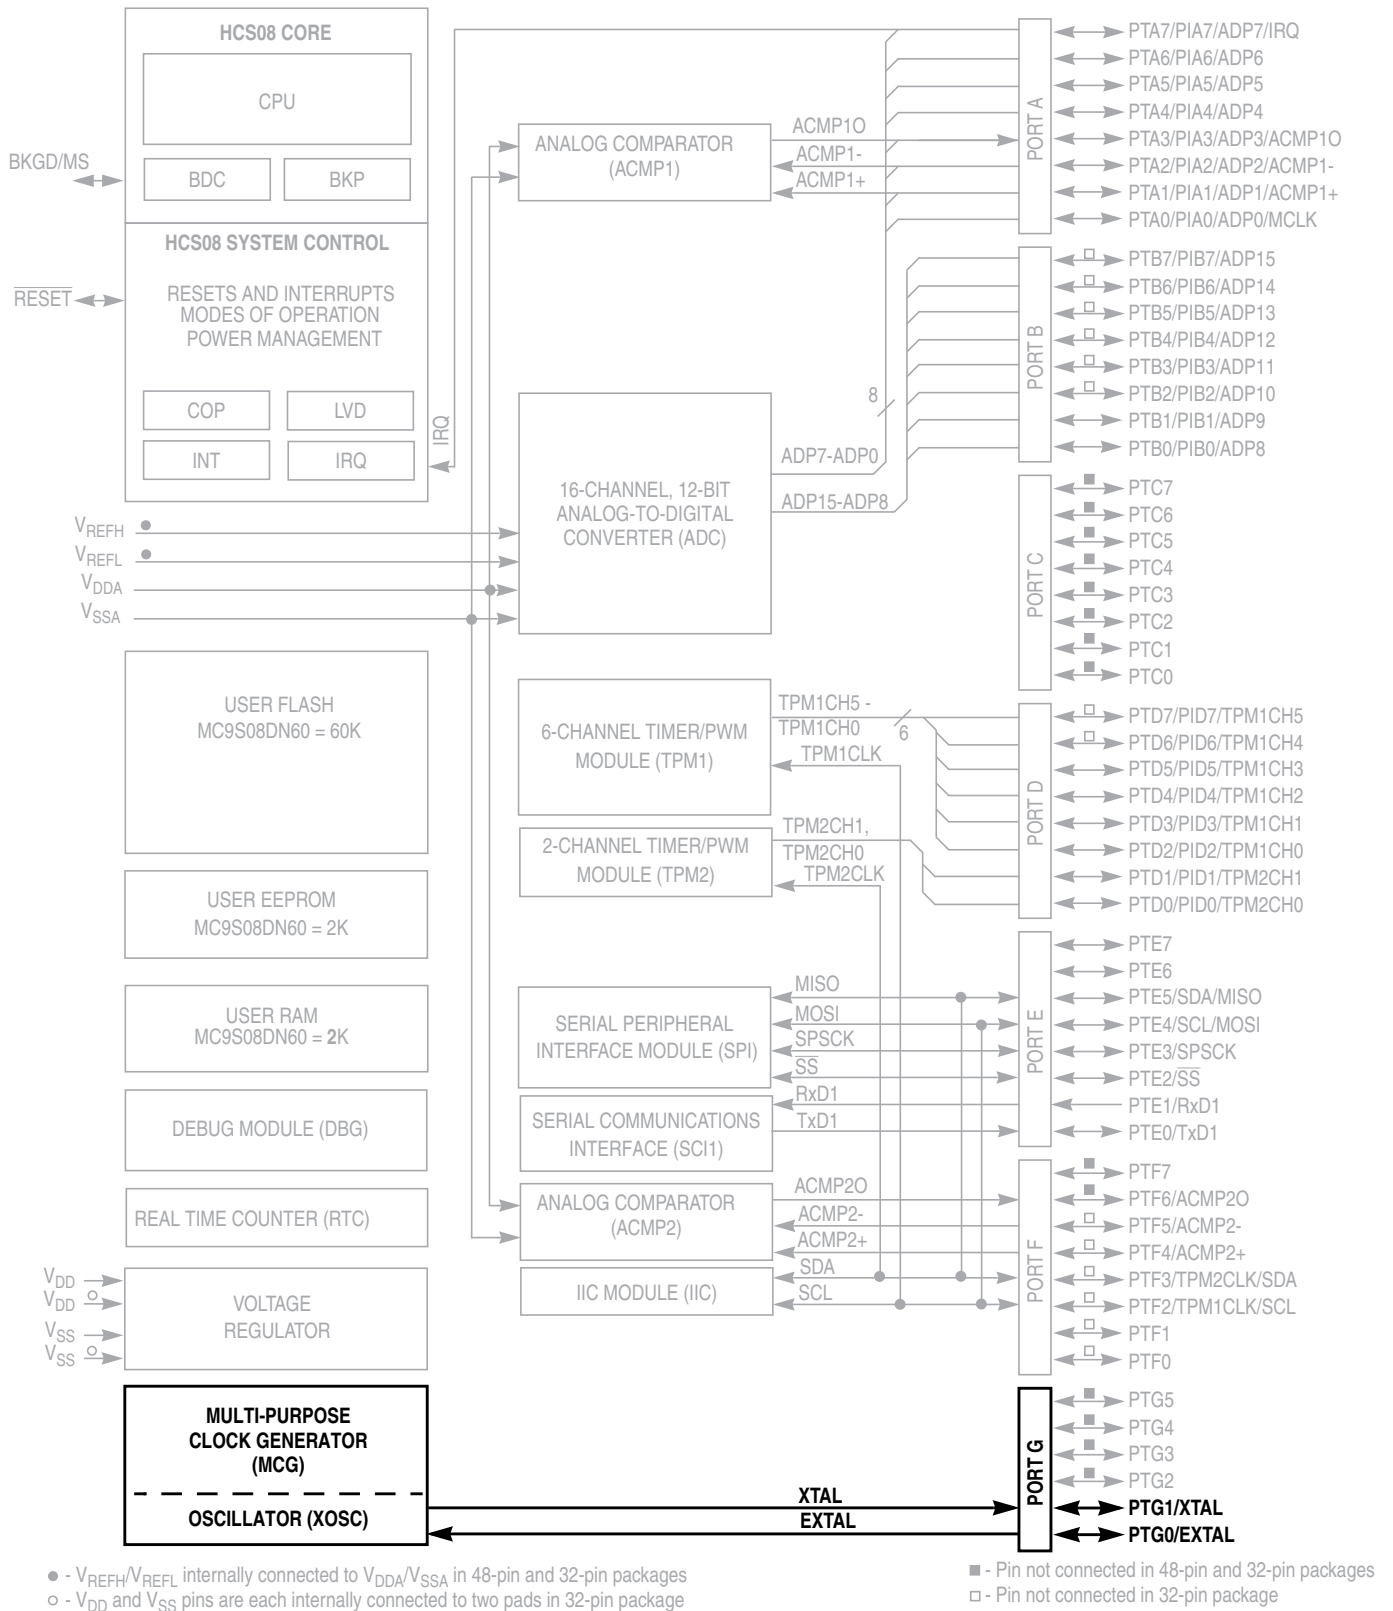 HCS08 CORE
CPU
BDC
BKP
BKGD/MS
HCS08 SYSTEM CONTROL
RESETS AND INTERRUPTS
MODES OF OPERATION
POWER MANAGEMENT
RESET
COP
LVD
INT
IRQ
IRQ
VREFH
VREFL
VDDA
VSSA
USER FLASH
MC9S08DN60 = 60K
USER EEPROM
MC9S08DN60 = 2K
USER RAM
MC9S08DN60 = 2K
DEBUG MODULE (DBG)
REAL TIME COUNTER (RTC)
VDD
VDD
VSS
VSS
VOLTAGE
REGULATOR
MULTI-PURPOSE
CLOCK GENERATOR
(MCG)
OSCILLATOR (XOSC)
ANALOG COMPARATOR
(ACMP1)
ACMP1O
ACMP1-
ACMP1+
16-CHANNEL, 12-BIT
ANALOG-TO-DIGITAL
CONVERTER (ADC)
8
ADP7-ADP0
ADP15-ADP8
6-CHANNEL TIMER/PWM
MODULE (TPM1)
TPM1CH5 -
TPM1CH0
6
TPM1CLK
2-CHANNEL TIMER/PWM
MODULE (TPM2)
TPM2CH1,
TPM2CH0
TPM2CLK
SERIAL PERIPHERAL
INTERFACE MODULE (SPI)
MISO
MOSI
SPSCK
SS
SERIAL COMMUNICATIONS
INTERFACE (SCI1)
RxD1
TxD1
ANALOG COMPARATOR
(ACMP2)
ACMP2O
ACMP2-
ACMP2+
IIC MODULE (IIC)
SDA
SCL
XTAL
EXTAL
PORT A
PTA7/PIA7/ADP7/IRQ
PTA6/PIA6/ADP6
PTA5/PIA5/ADP5
PTA4/PIA4/ADP4
PTA3/PIA3/ADP3/ACMP1O
PTA2/PIA2/ADP2/ACMP1-
PTA1/PIA1/ADP1/ACMP1+
PTA0/PIA0/ADP0/MCLK
PORT B
PTB7/PIB7/ADP15
PTB6/PIB6/ADP14
PTB5/PIB5/ADP13
PTB4/PIB4/ADP12
PTB3/PIB3/ADP11
PTB2/PIB2/ADP10
PTB1/PIB1/ADP9
PTB0/PIB0/ADP8
PORT C
PTC7
PTC6
PTC5
PTC4
PTC3
PTC2
PTC1
PTC0
PORT D
PTD7/PID7/TPM1CH5
PTD6/PID6/TPM1CH4
PTD5/PID5/TPM1CH3
PTD4/PID4/TPM1CH2
PTD3/PID3/TPM1CH1
PTD2/PID2/TPM1CH0
PTD1/PID1/TPM2CH1
PTD0/PID0/TPM2CH0
PORT E
PTE7
PTE6
PTE5/SDA/MISO
PTE4/SCL/MOSI
PTE3/SPSCK
PTE2/SS
PTE1/RxD1
PTE0/TxD1
PORT F
PTF7
PTF6/ACMP2O
PTF5/ACMP2-
PTF4/ACMP2+
PTF3/TPM2CLK/SDA
PTF2/TPM1CLK/SCL
PTF1
PTF0
PORT G
PTG5
PTG4
PTG3
PTG2
PTG1/XTAL
PTG0/EXTAL
● - VREFH/VREFL internally connected to VDDA/VSSA in 48-pin and 32-pin packages
○ - VDD and VSS pins are each internally connected to two pads in 32-pin package
■ - Pin not connected in 48-pin and 32-pin packages
□ - Pin not connected in 32-pin package